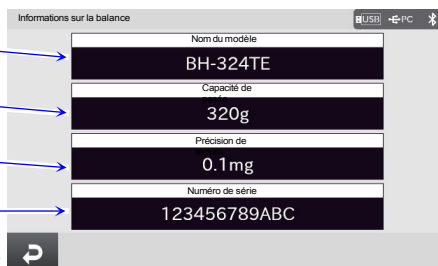 Informations sur la balance
USB PC
Nom du modèle
BH-324TE
Capacité de
320g
Précision de
0.1mg
Numéro de série
123456789ABC